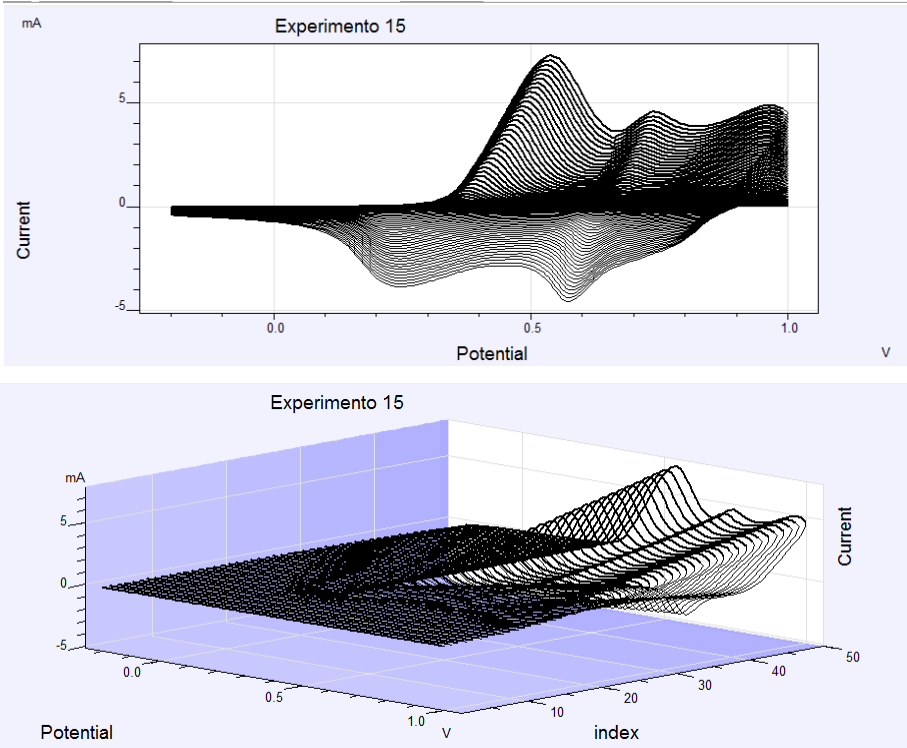 mA
Experimento 15
5
0
-5
Current
0.0 0.5 1.0
Potential
V
Experimento 15
mA
5
0
-5
Current
0.0 0.5 1.0
10 20 30 40 50
Potential
V
index